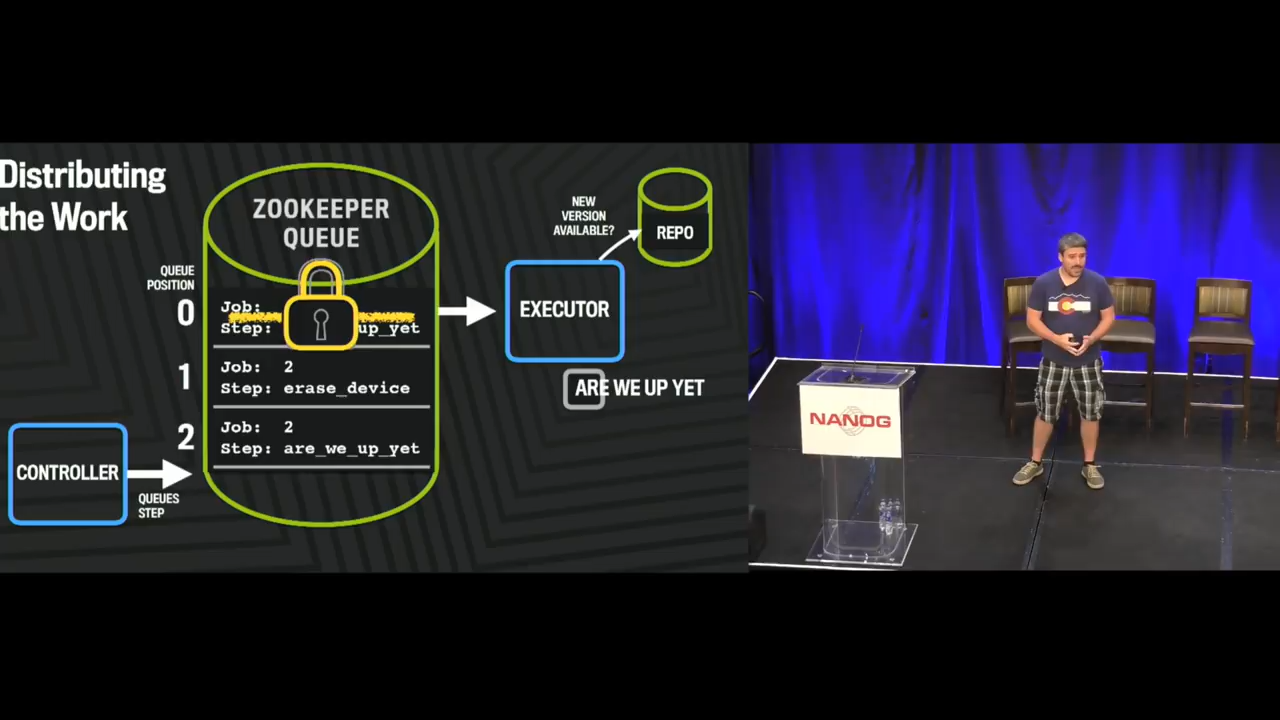 Distributing
the Work
ZOOKEEPER
QUEUE
QUEUE
POSITION
0
Job:
Step: up_yet
1
Job: 2
Step: erase_device
2
Job: 2
Step: are_we_up_yet
CONTROLLER
QUEUES
STEP
EXECUTOR
NEW
VERSION
AVAILABLE?
REPO
ARE WE UP YET
NANOG